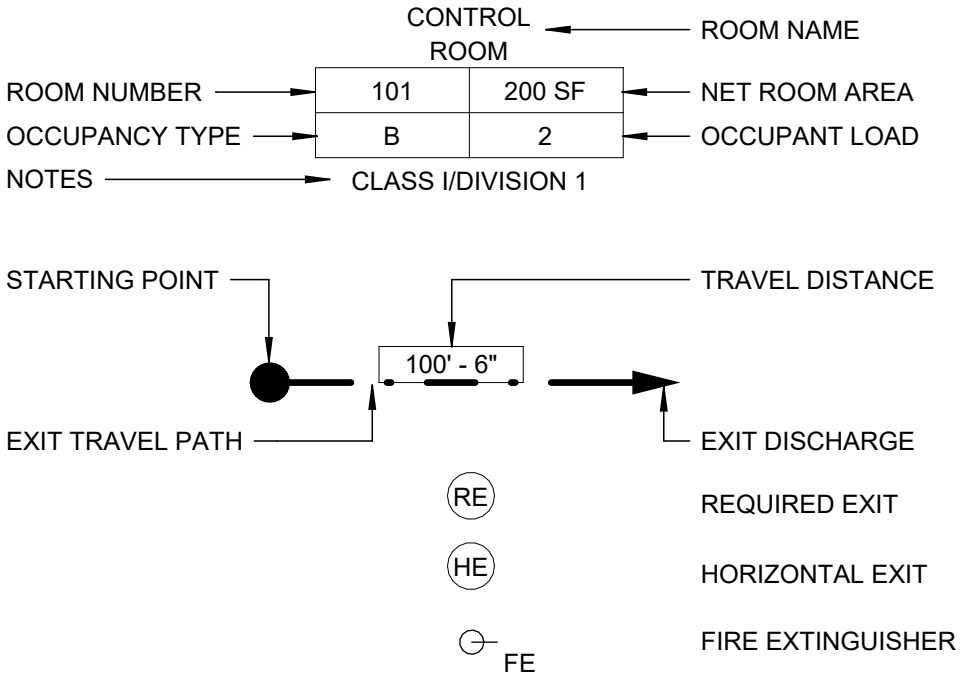 CONTROL
ROOM
ROOM NAME
ROOM NUMBER
101
200 SF
NET ROOM AREA
OCCUPANCY TYPE
B
2
OCCUPANT LOAD
NOTES
CLASS I/DIVISION 1
STARTING POINT
TRAVEL DISTANCE
100' - 6"
EXIT TRAVEL PATH
EXIT DISCHARGE
RE
REQUIRED EXIT
HE
HORIZONTAL EXIT
FE
FIRE EXTINGUISHER